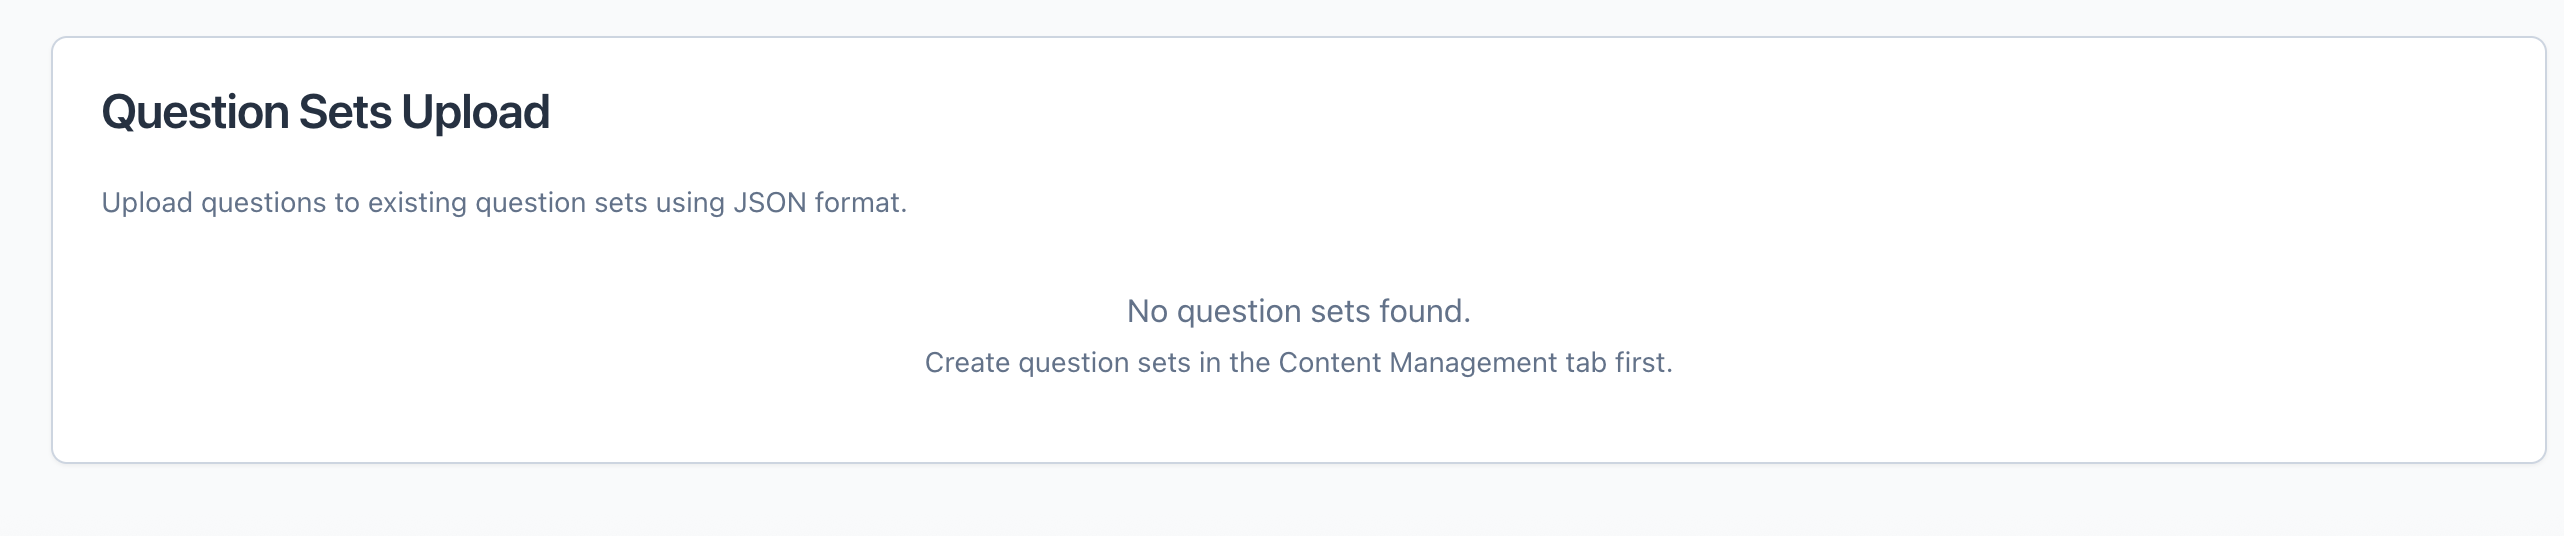 Question Sets Upload
Upload questions to existing question sets using JSON format.
No question sets found.
Create question sets in the Content Management tab first.